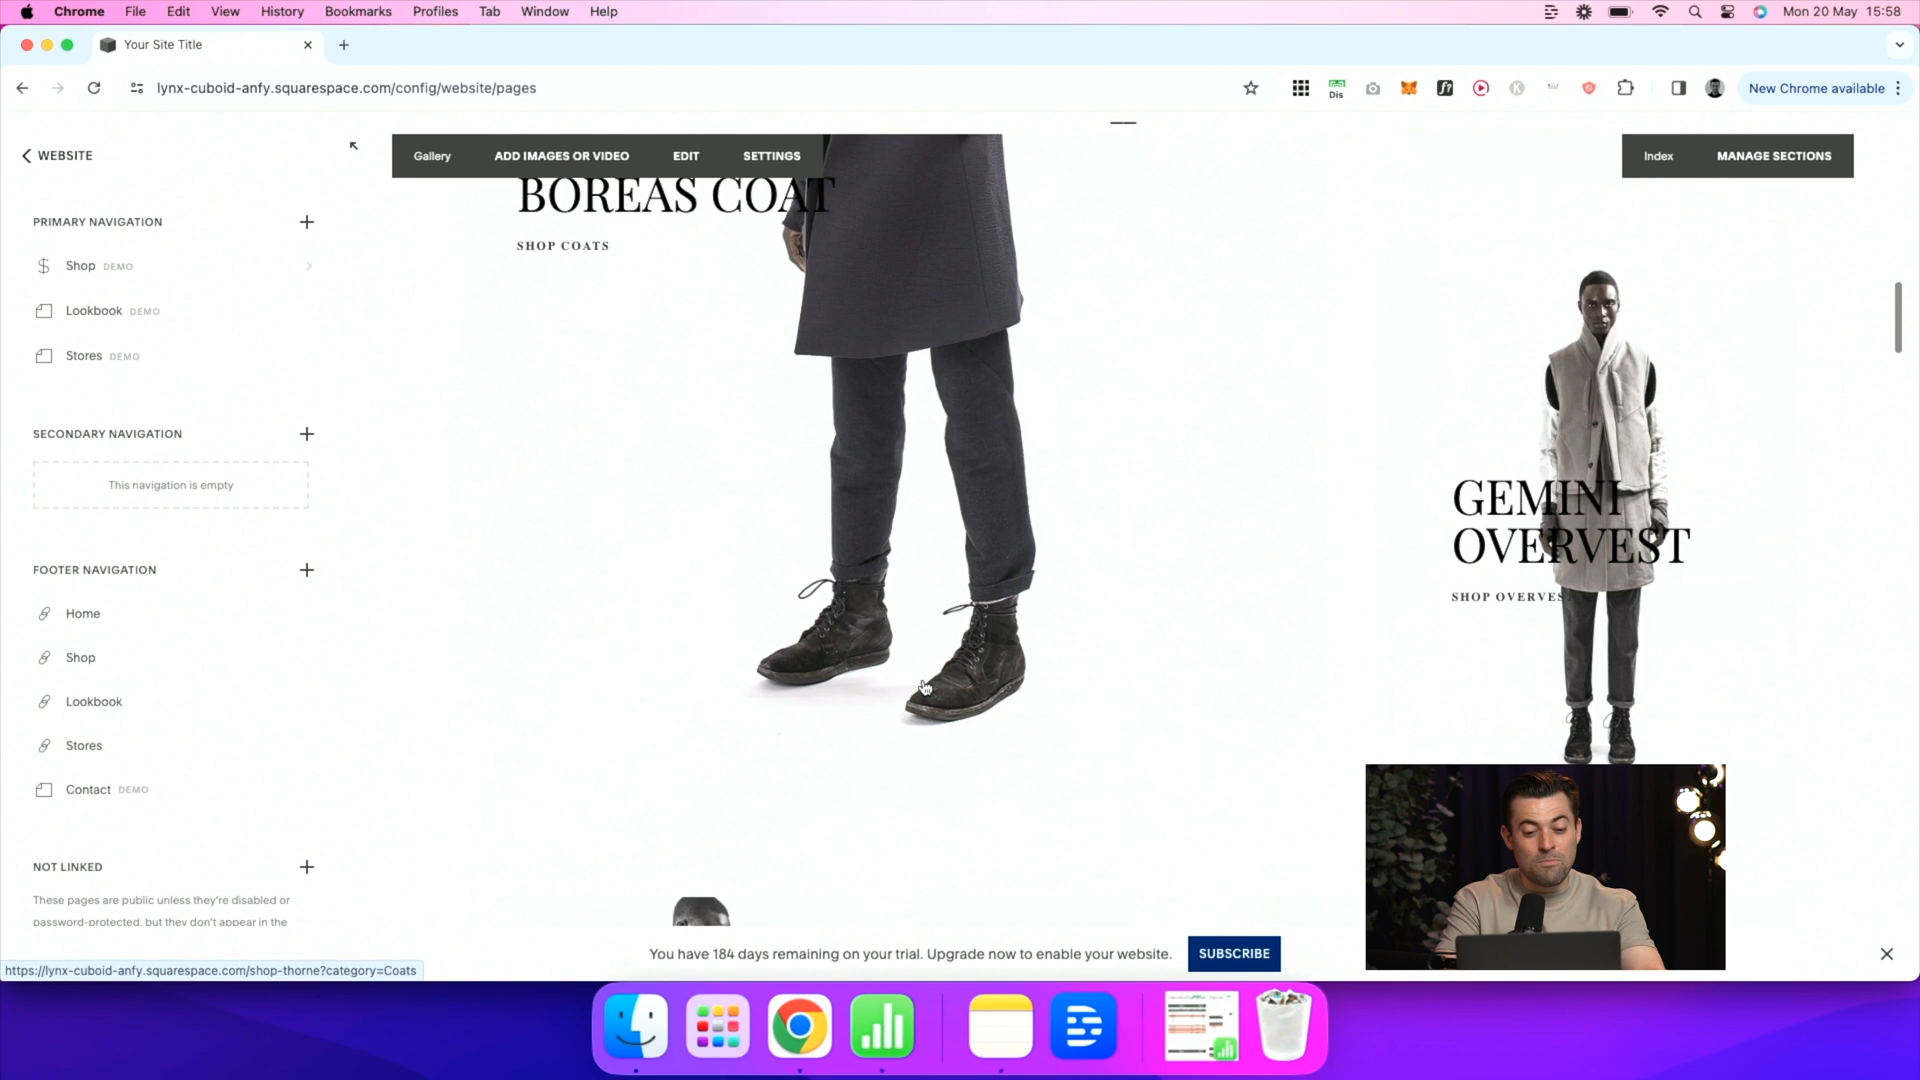 Chrome File Edit View History Bookmarks Profiles Tab Window Help Mon 20 May 15:58
Your Site Title
lynx-cuboid-anfy.squarespace.com/config/website/pages Dis New Chrome available
WEBSITE
PRIMARY NAVIGATION
Shop DEMO
Lookbook DEMO
Stores DEMO
SECONDARY NAVIGATION
This navigation is empty
FOOTER NAVIGATION
Home
Shop
Lookbook
Stores
Contact DEMO
NOT LINKED
These pages are public unless they're disabled or
password-protected, but they don't appear in the
Gallery ADD IMAGES OR VIDEO EDIT SETTINGS
Index MANAGE SECTIONS
BOREAS COAT
SHOP COATS
GEMINI
OVERVEST
SHOP OVERVES
You have 184 days remaining on your trial. Upgrade now to enable your website. SUBSCRIBE
https://lynx-cuboid-anfy.squarespace.com/shop-thorne?category=Coats